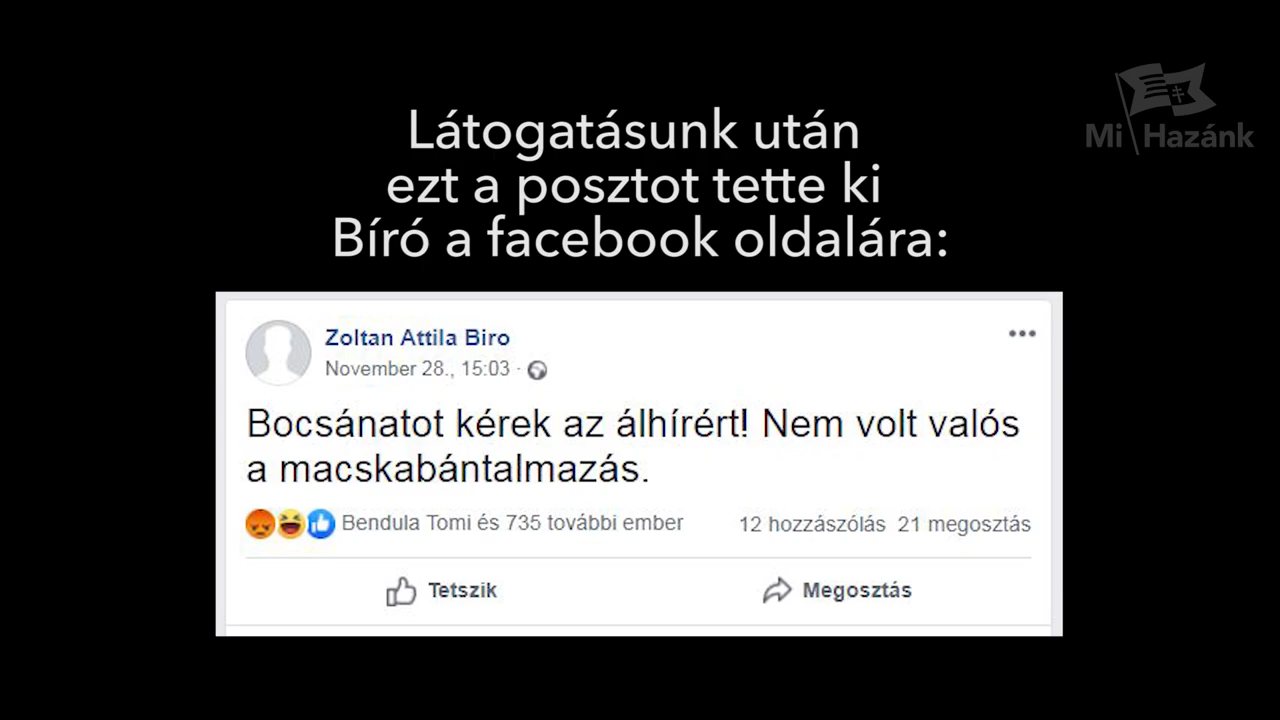 Mi Hazánk
Látogatásunk után
ezt a posztot tette ki
Bíró a facebook oldalára:
Zoltan Attila Biro
November 28., 15:03 ·
Bocsánatot kérek az álhírért! Nem volt valós
a macskabántalmazás.
Bendula Tomi és 735 további ember 12 hozzászólás 21 megosztás
Tetszik Megosztás